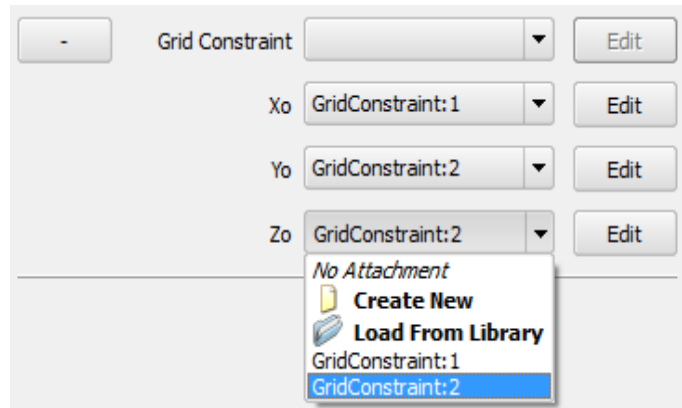 - Grid Constraint Edit
Xo GridConstraint:1 Edit
Yo GridConstraint:2 Edit
Zo GridConstraint:2 Edit
No Attachment
Create New
Load From Library
GridConstraint:1
GridConstraint:2